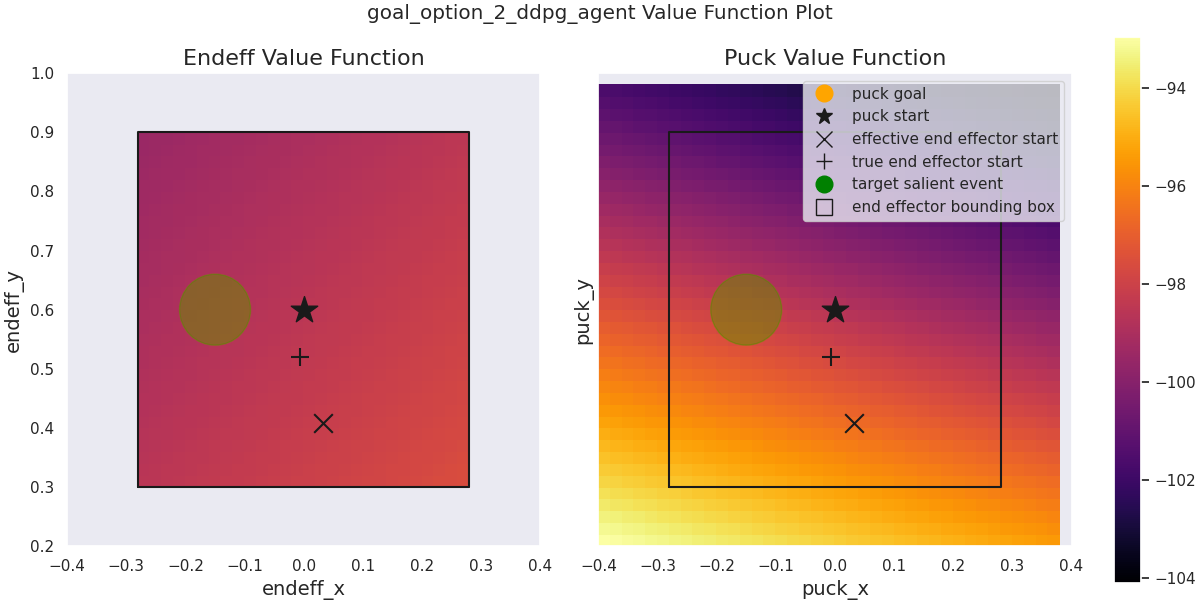 goal_option_2_ddpg_agent Value Function Plot
Endeff Value Function
1.0
0.9
0.8
0.7
0.6
0.5
0.4
0.3
0.2
endeff_y
−0.4 −0.3 −0.2 −0.1 0.0 0.1 0.2 0.3 0.4
endeff_x
Puck Value Function
puck goal
puck start
effective end effector start
true end effector start
target salient event
end effector bounding box
puck_y
−0.4 −0.3 −0.2 −0.1 0.0 0.1 0.2 0.3 0.4
puck_x
−94
−96
−98
−100
−102
−104